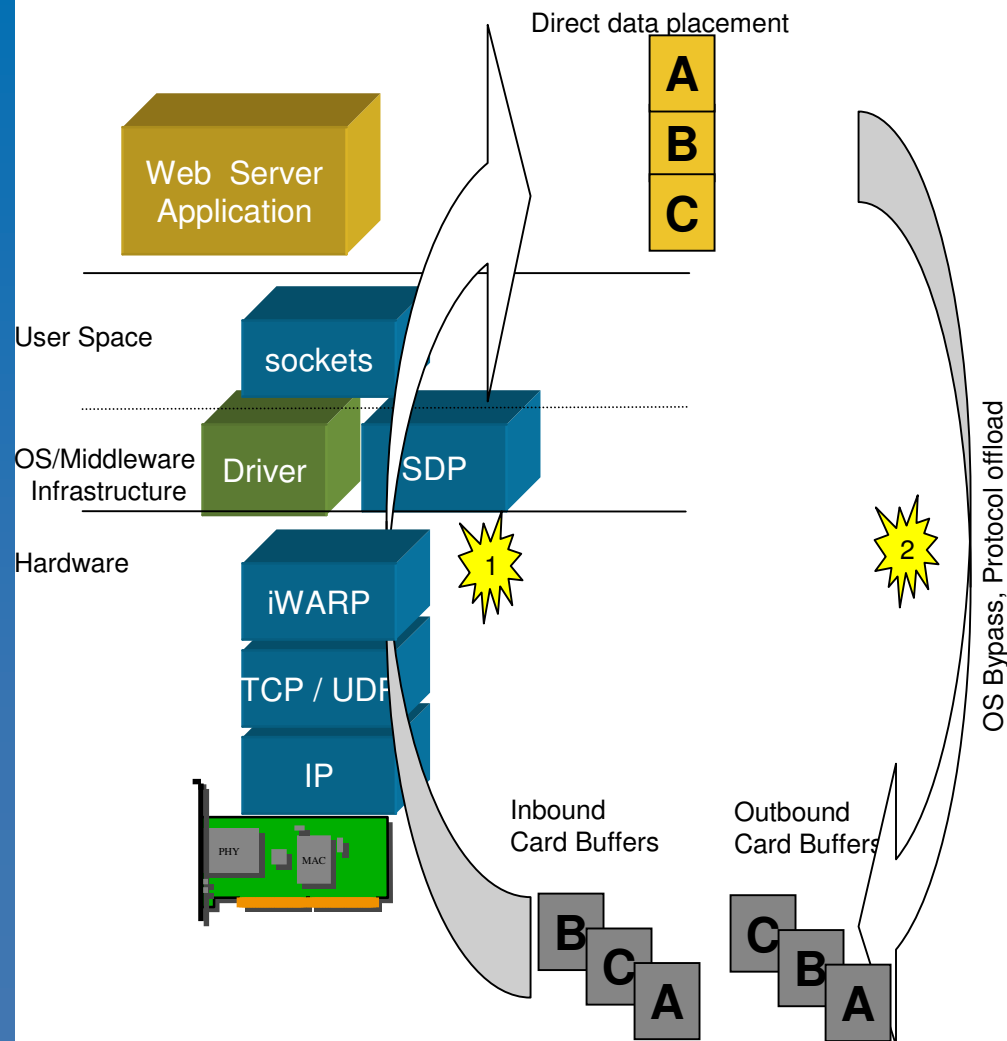 Direct data placement
A
B
C
Web Server
Application
User Space
sockets
OS/Middleware
Infrastructure
Driver
SDP
Hardware
1
2
OS Bypass, Protocol offload
iWARP
TCP / UDP
IP
PHY
MAC
Inbound
Card Buffers
Outbound
Card Buffers
B
C
A
C
B
A